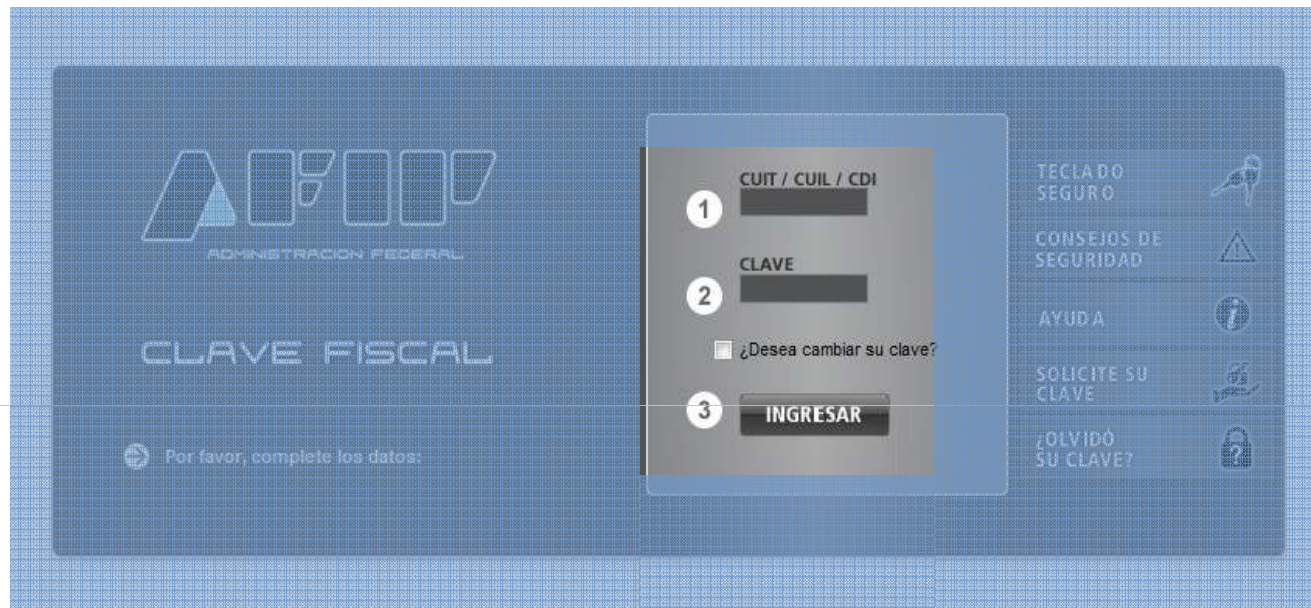 AFIP
ADMINISTRACION FEDERAL
CLAVE FISCAL
Por favor, complete los datos:
CUIT / CUIL / CDI
1
CLAVE
2
¿Desea cambiar su clave?
3
INGRESAR
TECLADO
SEGURO
CONSEJOS DE
SEGURIDAD
AYUDA
SOLICITE SU
CLAVE
¿OLVIDÓ
SU CLAVE?